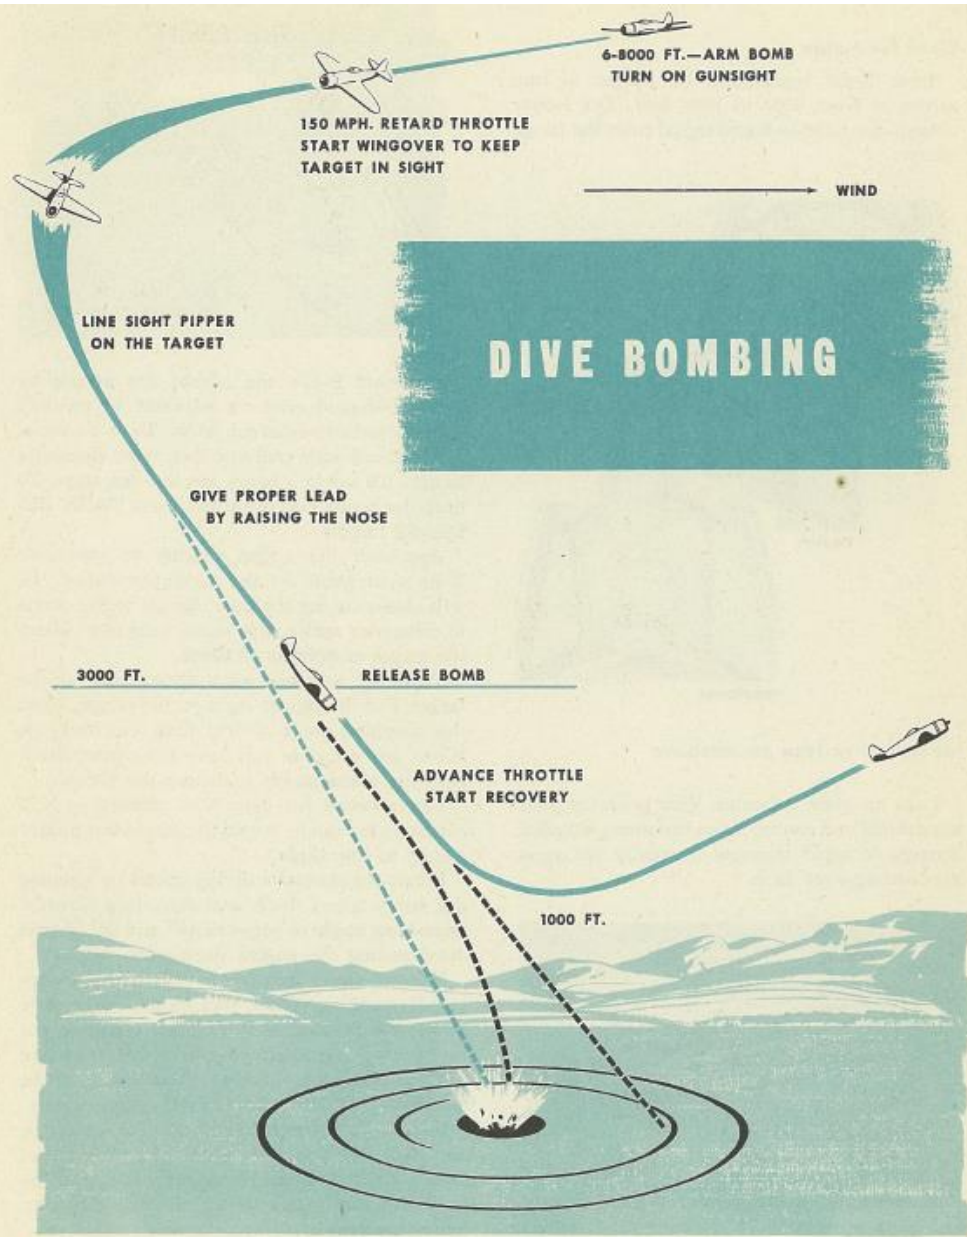 6-8000 FT.—ARM BOMB
TURN ON GUNSIGHT
150 MPH. RETARD THROTTLE
START WINGOVER TO KEEP
TARGET IN SIGHT
WIND
DIVE BOMBING
LINE SIGHT PIPPER
ON THE TARGET
GIVE PROPER LEAD
BY RAISING THE NOSE
3000 FT.
RELEASE BOMB
ADVANCE THROTTLE
START RECOVERY
1000 FT.